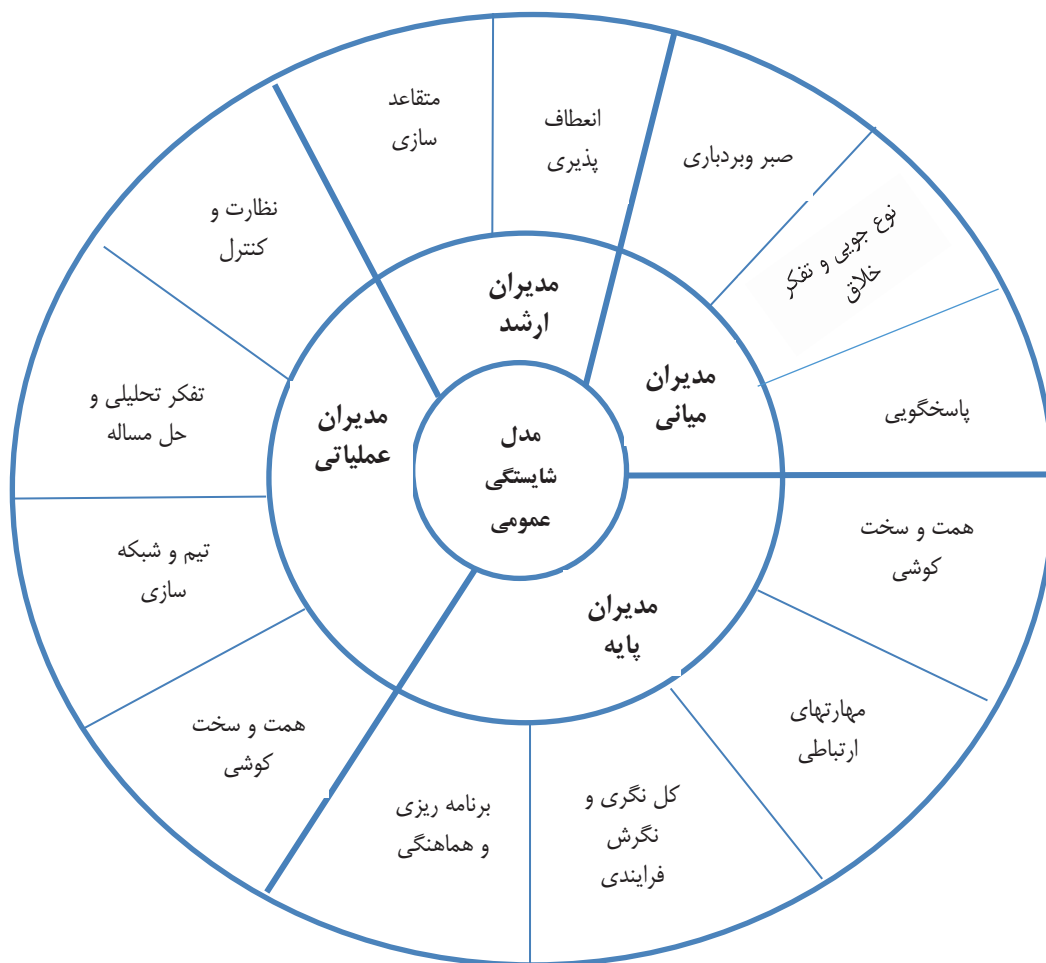 متقاعد
سازی
انعطاف
پذیری
صبر وبردباری
نوع جویی و تفکر
خلاق
پاسخگویی
نظارت و
کنترل
تفکر تحلیلی و
حل مساله
تیم و شبکه
سازی
همت و سخت
کوشی
مدیران
ارشد
مدیران
میانی
مدیران
عملیاتی
مدل
شایستگی
عمومی
مدیران
پایه
همت و سخت
کوشی
مهارتهای
ارتباطی
کل نگری و
نگرش
فرایندی
برنامه ریزی
و هماهنگی